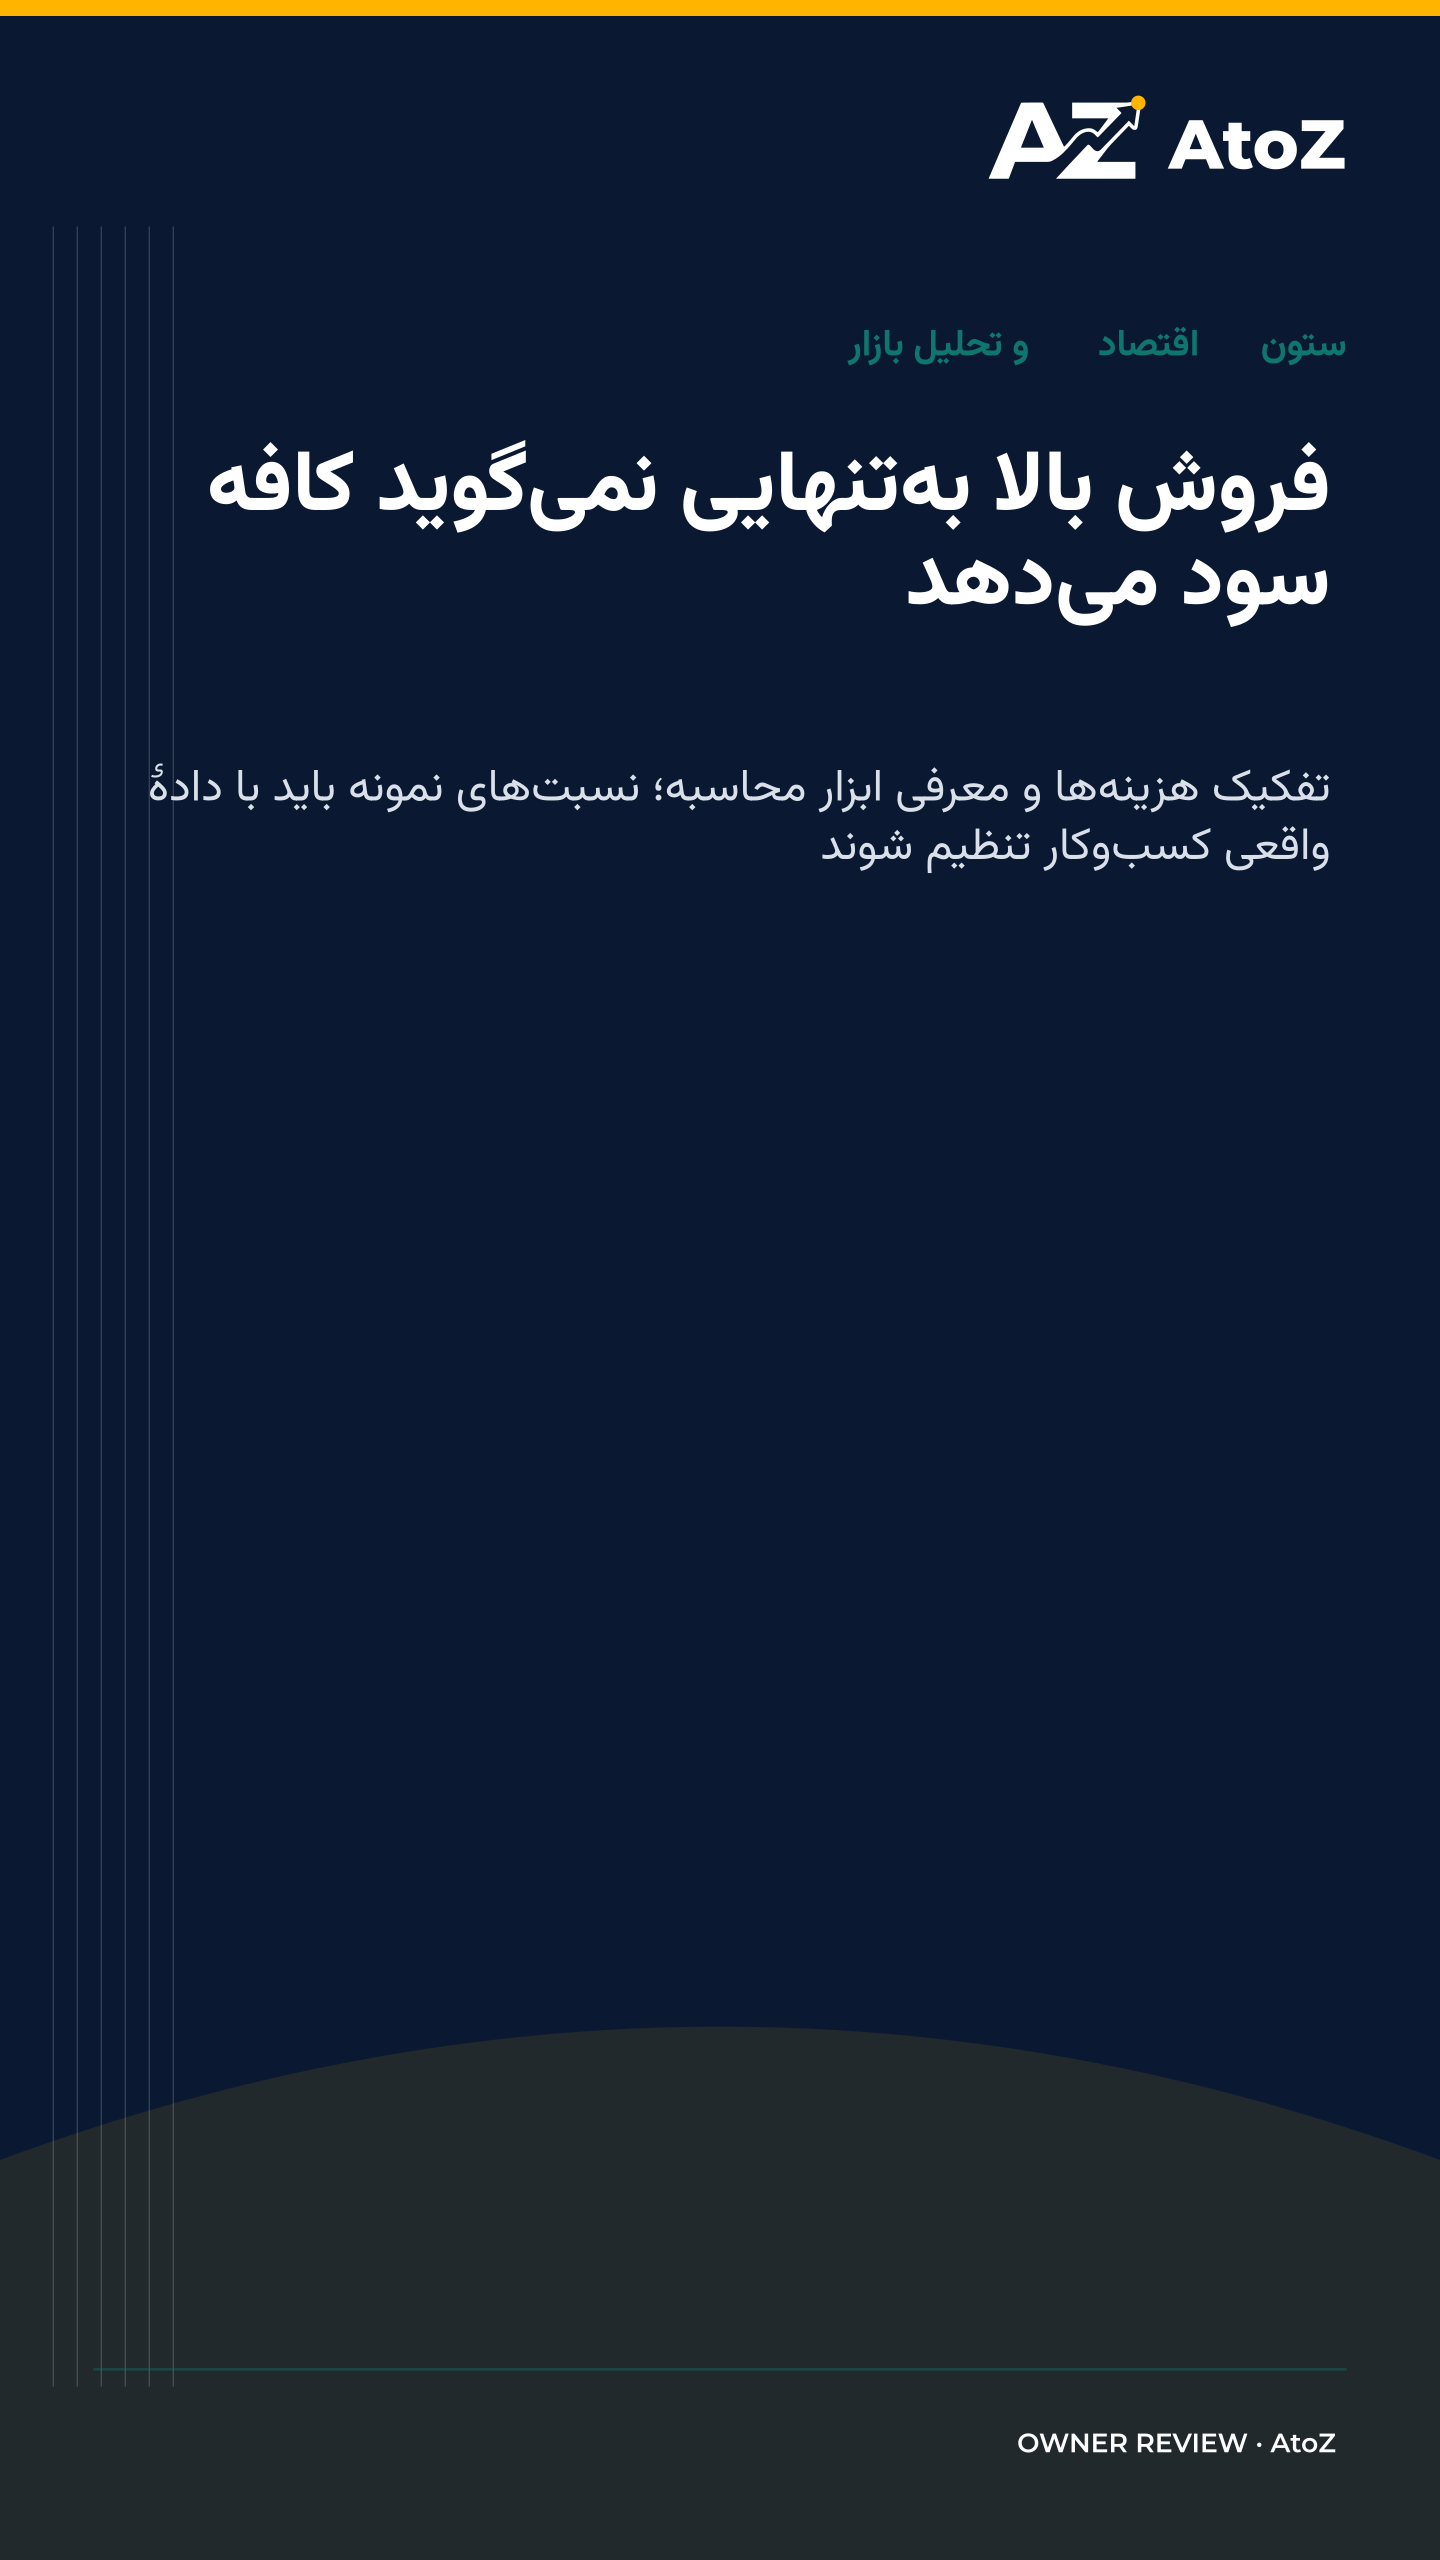 AZ AtoZ
ستون اقتصاد و تحلیل بازار
فروش بالا به‌تنهایی نمی‌گوید کافه
سود می‌دهد
تفکیک هزینه‌ها و معرفی ابزار محاسبه؛ نسبت‌های نمونه باید با دادهٔ
واقعی کسب‌وکار تنظیم شوند
OWNER REVIEW · AtoZ